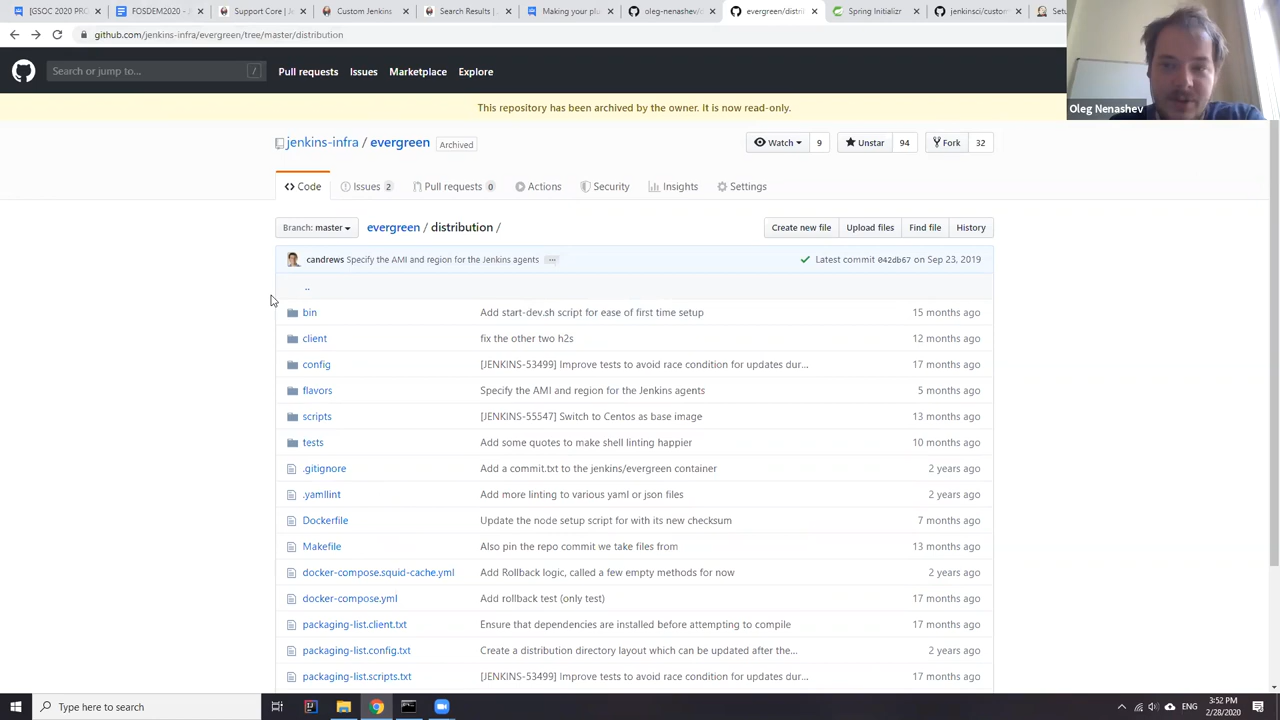 [GSOC 2020 PRO
FOSDEM2020 - A
Support Core | J
Custom Jenkins
Search Results |
Making your plu
oleg-nenashev/
evergreen/distri
Spring Initializr
jenkinsci/custom
Setu
github.com/jenkins-infra/evergreen/tree/master/distribution
Search or jump to...
/
Pull requests
Issues
Marketplace
Explore
Oleg Nenashev
This repository has been archived by the owner. It is now read-only.
jenkins-infra / evergreen
Archived
Watch
9
Unstar
94
Fork
32
Code
Issues 2
Pull requests 0
Actions
Security
Insights
Settings
Branch: master
evergreen / distribution /
Create new file
Upload files
Find file
History
candrews Specify the AMI and region for the Jenkins agents ...
Latest commit 042db67 on Sep 23, 2019
..
bin Add start-dev.sh script for ease of first time setup 15 months ago
client fix the other two h2s 12 months ago
config [JENKINS-53499] Improve tests to avoid race condition for updates dur... 17 months ago
flavors Specify the AMI and region for the Jenkins agents 5 months ago
scripts [JENKINS-55547] Switch to Centos as base image 13 months ago
tests Add some quotes to make shell linting happier 10 months ago
.gitignore Add a commit.txt to the jenkins/evergreen container 2 years ago
.yamllint Add more linting to various yaml or json files 2 years ago
Dockerfile Update the node setup script for with its new checksum 7 months ago
Makefile Also pin the repo commit we take files from 13 months ago
docker-compose.squid-cache.yml Add Rollback logic, called a few empty methods for now 2 years ago
docker-compose.yml Add rollback test (only test) 17 months ago
packaging-list.client.txt Ensure that dependencies are installed before attempting to compile 17 months ago
packaging-list.config.txt Create a distribution directory layout which can be updated after the... 2 years ago
packaging-list.scripts.txt [JENKINS-53499] Improve tests to avoid race condition for updates dur... 17 months ago
Type here to search
ENG
3:52 PM
2/28/2020